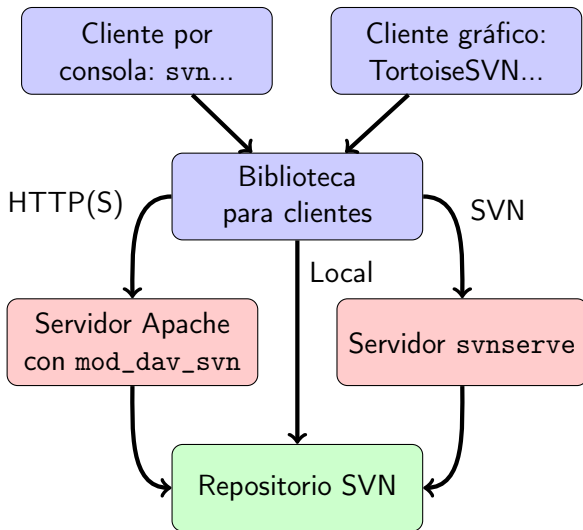 Cliente por
consola: svn...
Cliente gráfico:
TortoiseSVN...
Biblioteca
para clientes
HTTP(S)
SVN
Local
Servidor Apache
con mod_dav_svn
Servidor svnserve
Repositorio SVN